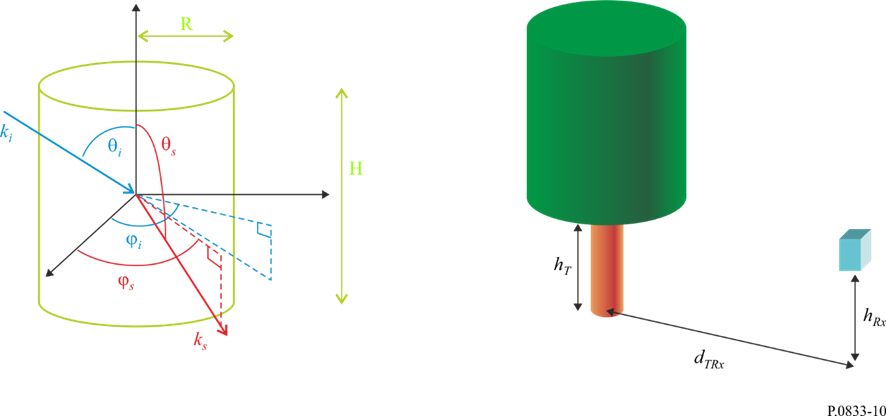 R
k_i
θ_i
θ_s
H
φ_i
φ_s
k_s
h_T
h_Rx
d_TRx
P.0833-10